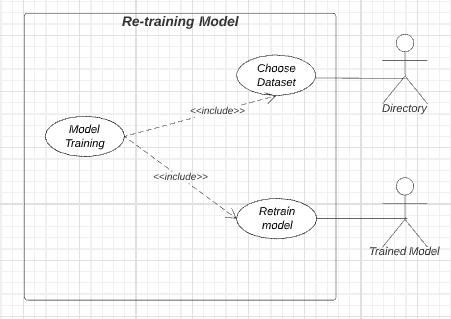 Re-training Model
Choose
Dataset
<<include>>
Directory
Model
Training
<<include>>
Retrain
model
Trained Model